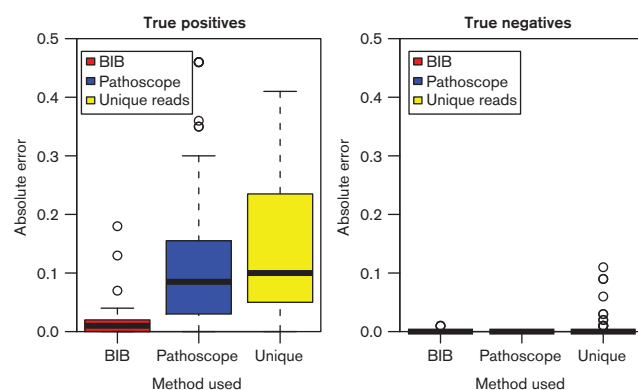 True positives
0.5
0.4
0.3
0.2
0.1
0.0
Absolute error
BIB
Pathoscope
Unique reads
BIB Pathoscope Unique
Method used
True negatives
0.5
0.4
0.3
0.2
0.1
0.0
Absolute error
BIB
Pathoscope
Unique reads
BIB Pathoscope Unique
Method used